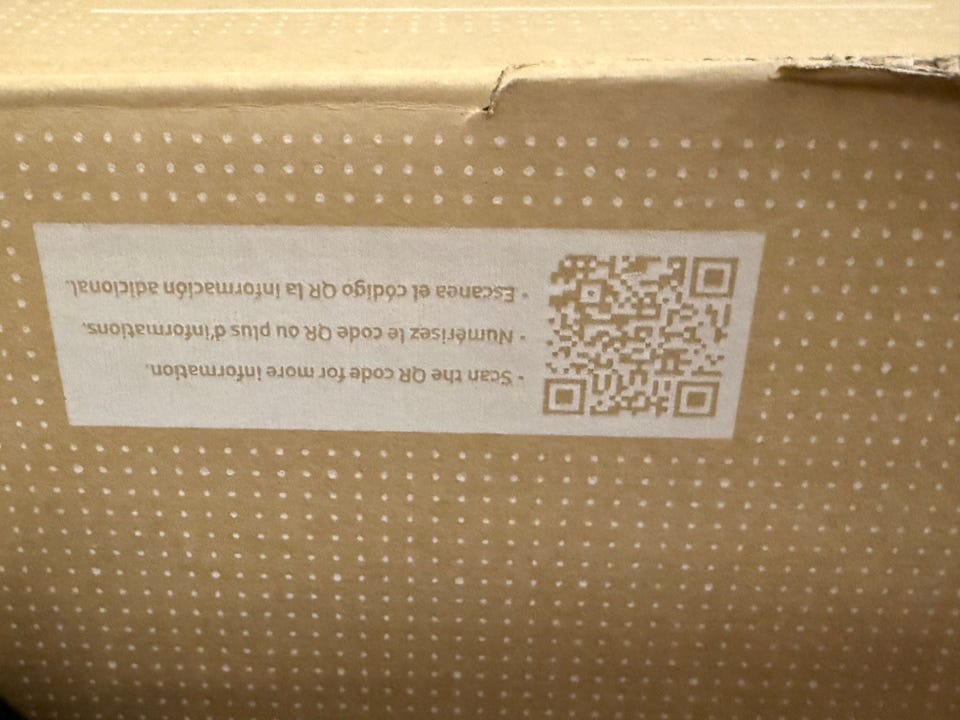 • Scan the QR code for more information.
• Numérisez le code QR ou plus d'informations.
• Escanea el código QR la información adicional.